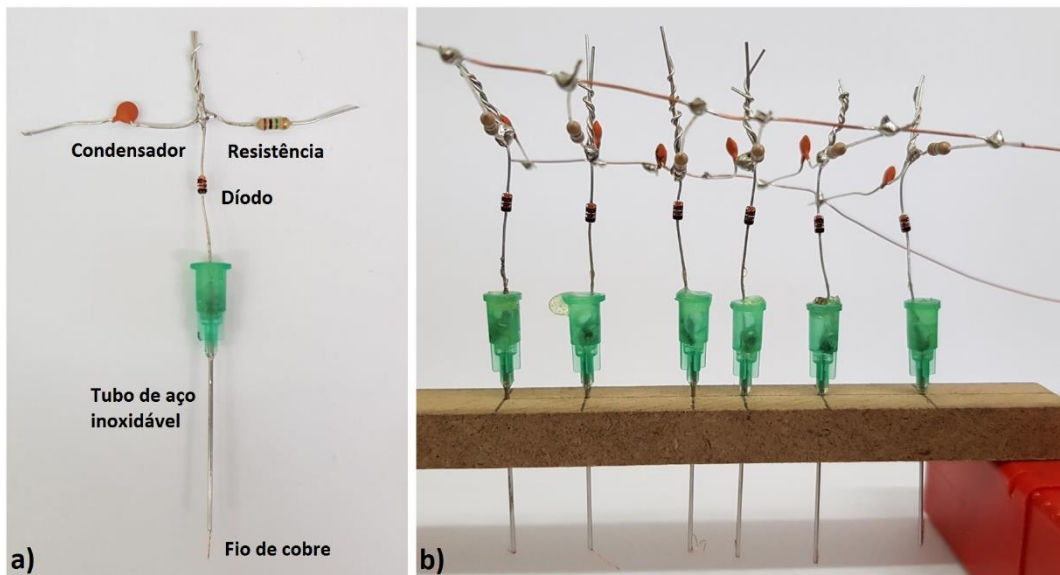 Condensador
Resistência
Díodo
Tubo de aço
inoxidável
Fio de cobre
a)
b)